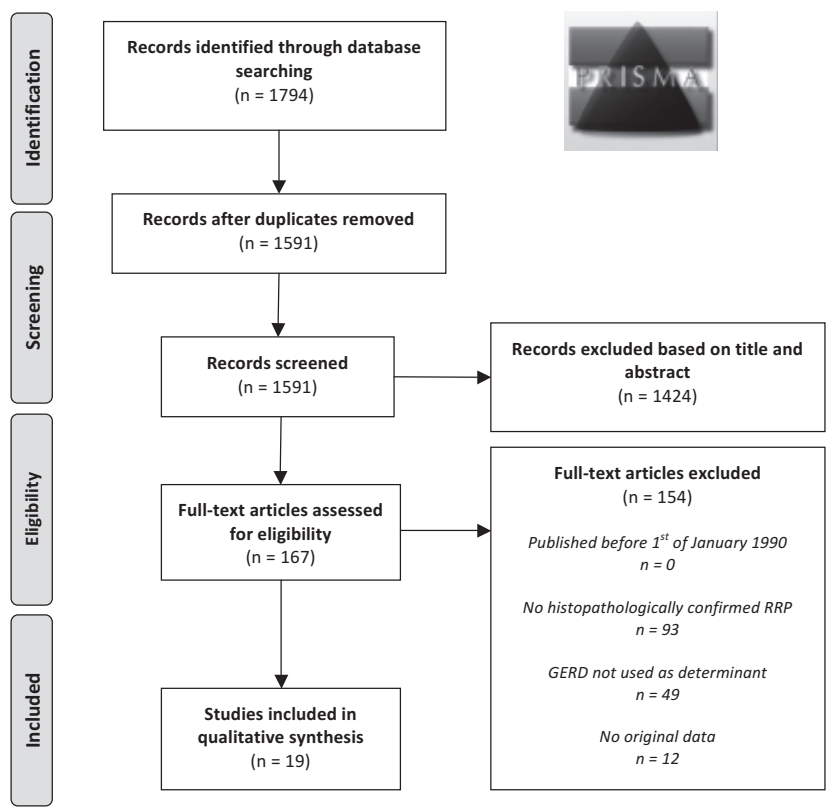 Identification
Records identified through database
searching
(n = 1794)
PRISMA
Screening
Records after duplicates removed
(n = 1591)
Records screened
(n = 1591)
Records excluded based on title and
abstract
(n = 1424)
Eligibility
Full-text articles assessed
for eligibility
(n = 167)
Full-text articles excluded
(n = 154)
Published before 1st of January 1990
n = 0
No histopathologically confirmed RRP
n = 93
GERD not used as determinant
n = 49
No original data
n = 12
Included
Studies included in
qualitative synthesis
(n = 19)